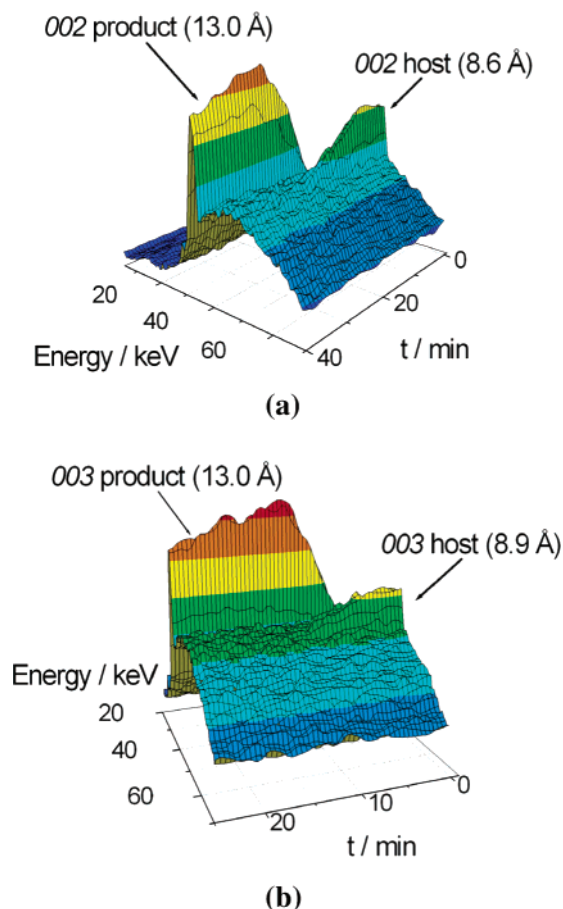 002 product (13.0 Å)
002 host (8.6 Å)
20
40
60
Energy / keV
0
20
40
t / min
(a)
003 product (13.0 Å)
003 host (8.9 Å)
Energy / keV
20
40
60
20
10
0
t / min
(b)